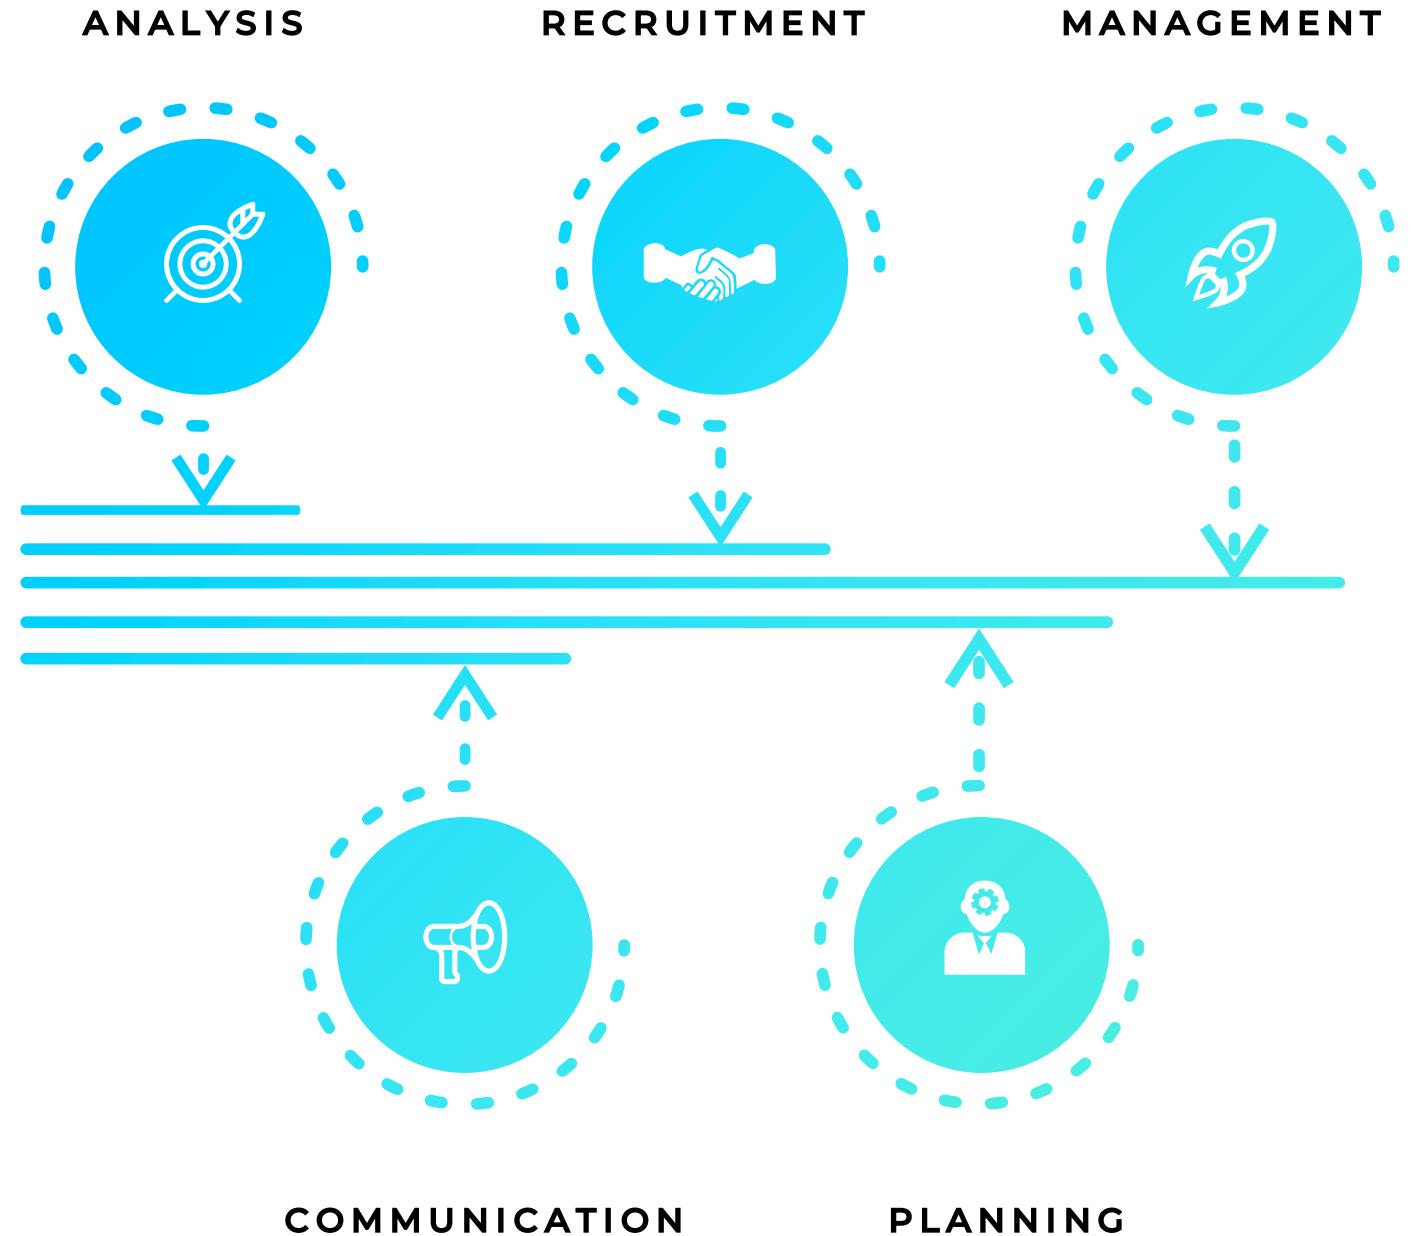 ANALYSIS
RECRUITMENT
MANAGEMENT
COMMUNICATION
PLANNING